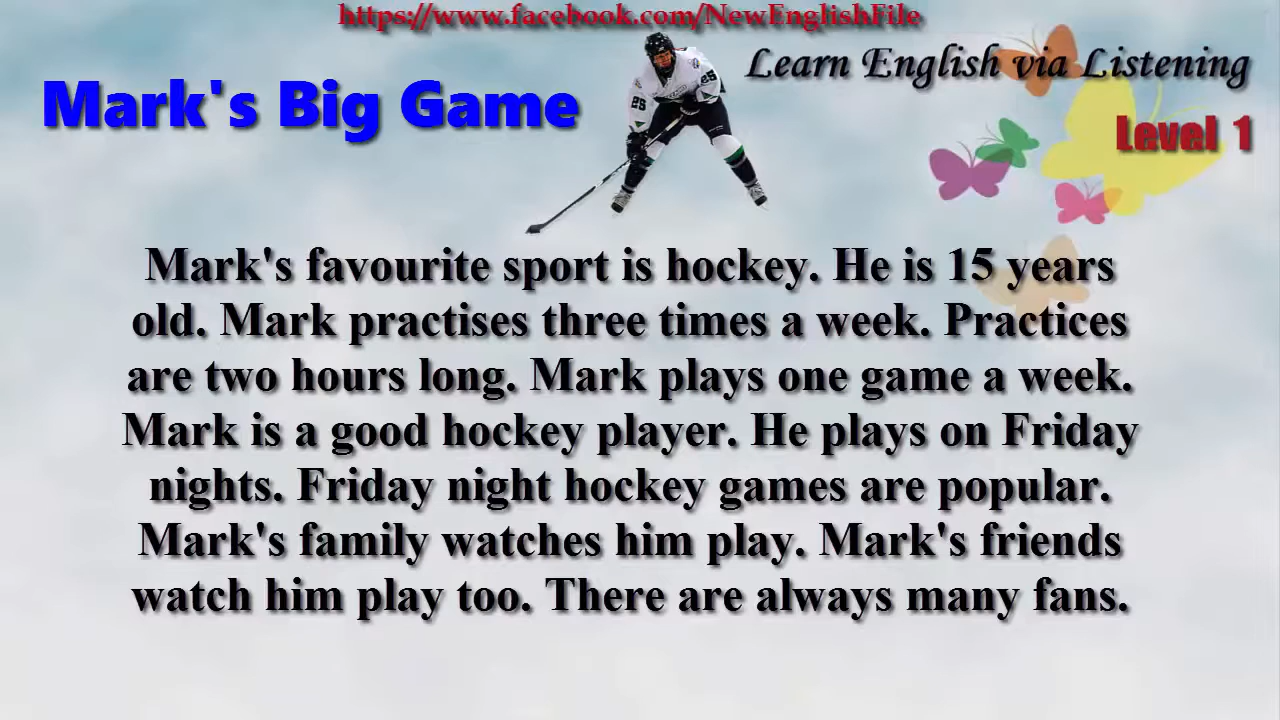 https://www.facebook.com/NewEnglishFile
Learn English via Listening
Mark's Big Game
Level 1
25
25
Mark's favourite sport is hockey. He is 15 years
old. Mark practises three times a week. Practices
are two hours long. Mark plays one game a week.
Mark is a good hockey player. He plays on Friday
nights. Friday night hockey games are popular.
Mark's family watches him play. Mark's friends
watch him play too. There are always many fans.